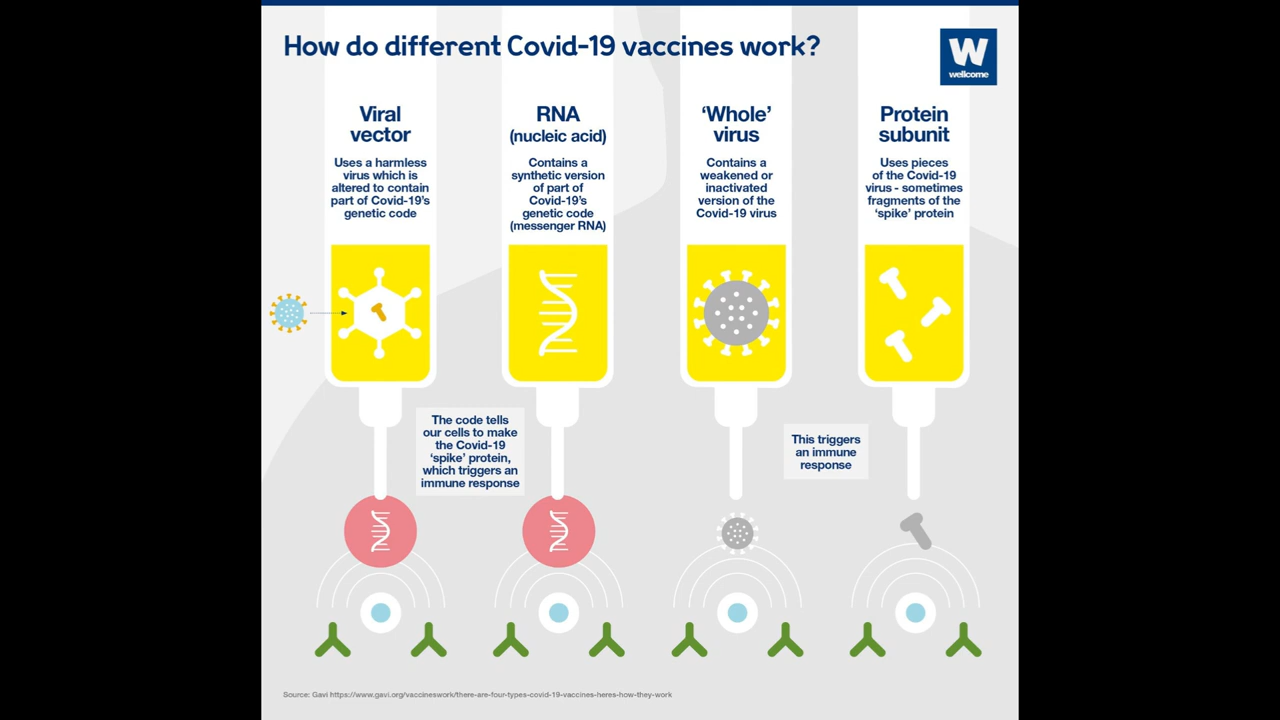 How do different Covid-19 vaccines work?
W
wellcome
Viral
vector
Uses a harmless
virus which is
altered to contain
part of Covid-19's
genetic code
RNA
(nucleic acid)
Contains a
synthetic version
of part of
Covid-19's
genetic code
(messenger RNA)
‘Whole’
virus
Contains a
weakened or
inactivated
version of the
Covid-19 virus
Protein
subunit
Uses pieces
of the Covid-19
virus - sometimes
fragments of the
‘spike’ protein
The code tells
our cells to make
the Covid-19
‘spike’ protein,
which triggers an
immune response
This triggers
an immune
response
Source: Gavi https://www.gavi.org/vaccineswork/there-are-four-types-covid-19-vaccines-heres-how-they-work